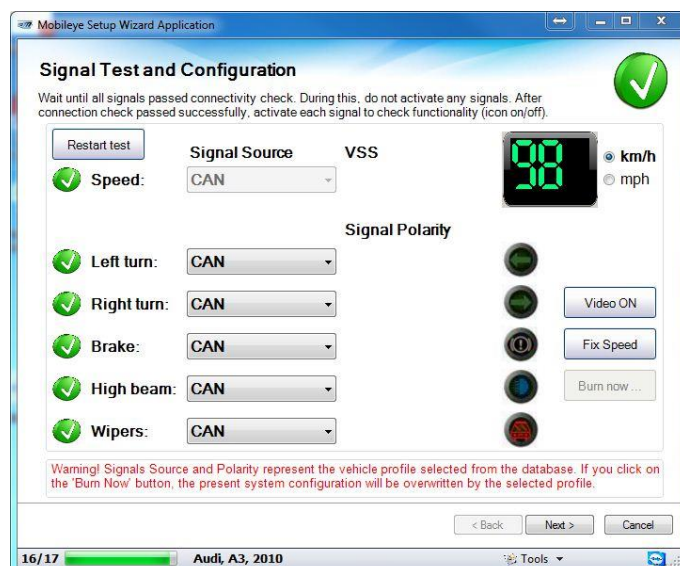 Mobileye Setup Wizard Application
Signal Test and Configuration
Wait until all signals passed connectivity check. During this, do not activate any signals. After
connection check passed successfully, activate each signal to check functionality (icon on/off).
Restart test
Signal Source
VSS
98
km/h
mph
Speed:
CAN
Signal Polarity
Left turn:
CAN
Right turn:
CAN
Video ON
Brake:
CAN
Fix Speed
High beam:
CAN
Burn now ...
Wipers:
CAN
Warning! Signals Source and Polarity represent the vehicle profile selected from the database. If you click on
the 'Burn Now' button, the present system configuration will be overwritten by the selected profile.
< Back
Next >
Cancel
16/17
Audi, A3, 2010
Tools